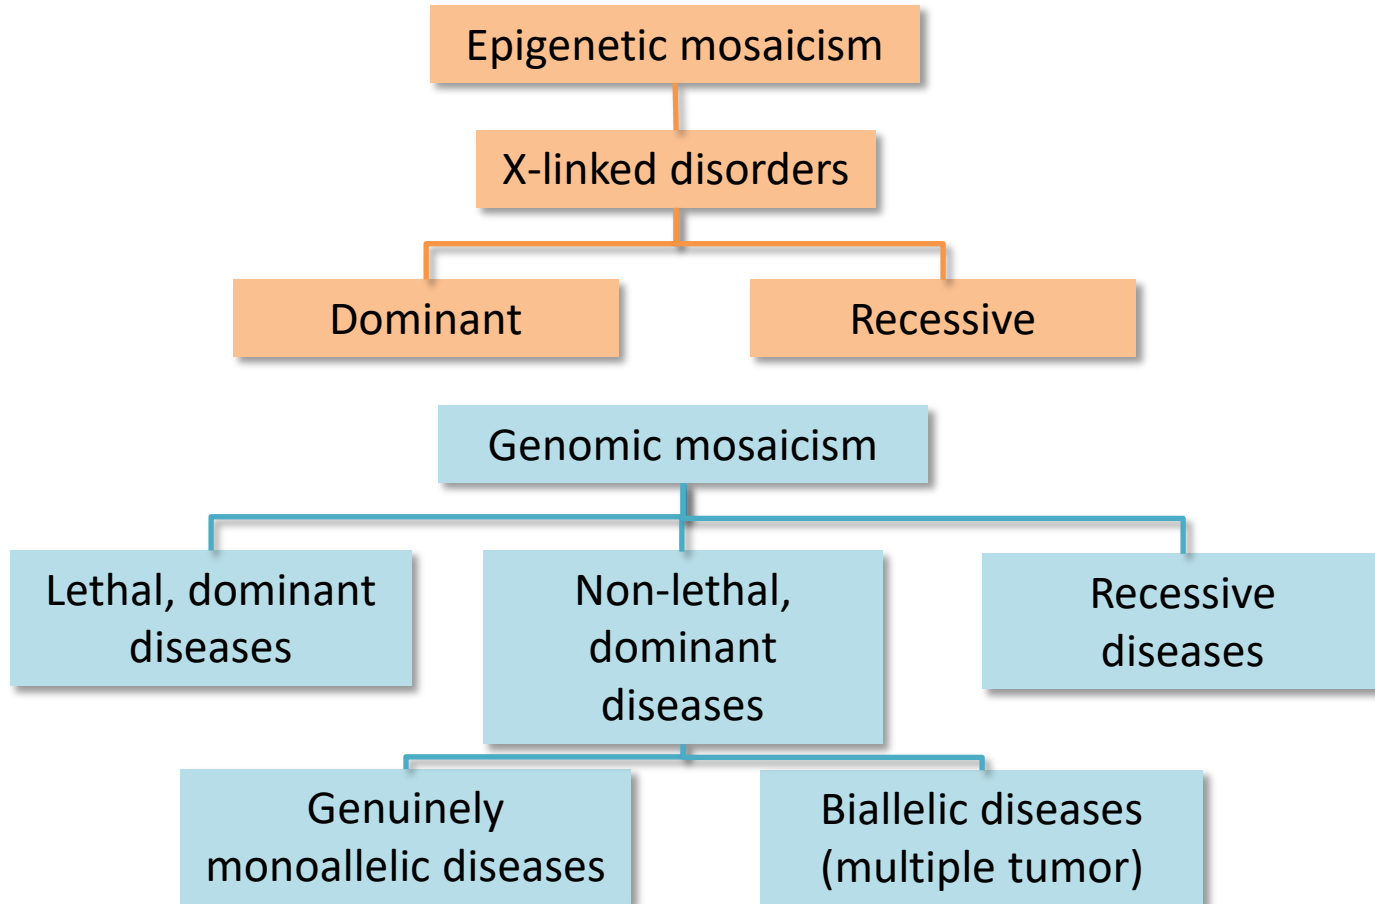 Epigenetic mosaicism
X-linked disorders
Dominant
Recessive
Genomic mosaicism
Lethal, dominant
diseases
Non-lethal,
dominant
diseases
Recessive
diseases
Genuinely
monoallelic diseases
Biallelic diseases
(multiple tumor)